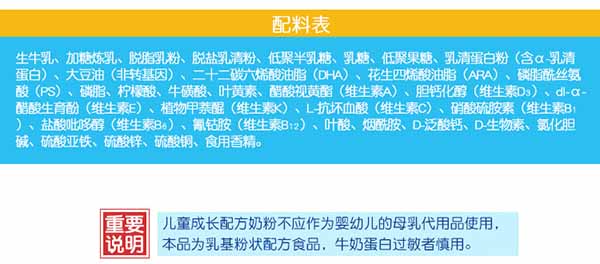 配料表
生牛乳、加糖炼乳、脱脂乳粉、脱盐乳清粉、低聚半乳糖、乳糖、低聚果糖、乳清蛋白粉（含α-乳清
蛋白）、大豆油（非转基因）、二十二碳六烯酸油脂（DHA）、花生四烯酸油脂（ARA）、磷脂酰丝氨
酸（PS）、磷脂、柠檬酸、牛磺酸、叶黄素、醋酸视黄酯（维生素A）、胆钙化醇（维生素D₃）、dl-α-
醋酸生育酚（维生素E）、植物甲萘醌（维生素K）、L-抗坏血酸（维生素C）、硝酸硫胺素（维生素B₁
）、盐酸吡哆醇（维生素B₆）、氰钴胺（维生素B₁₂）、叶酸、烟酰胺、D-泛酸钙、D-生物素、氯化胆
碱、硫酸亚铁、硫酸锌、硫酸铜、食用香精。
重要
说明
儿童成长配方奶粉不应作为婴幼儿的母乳代用品使用，
本品为乳基粉状配方食品，牛奶蛋白过敏者慎用。